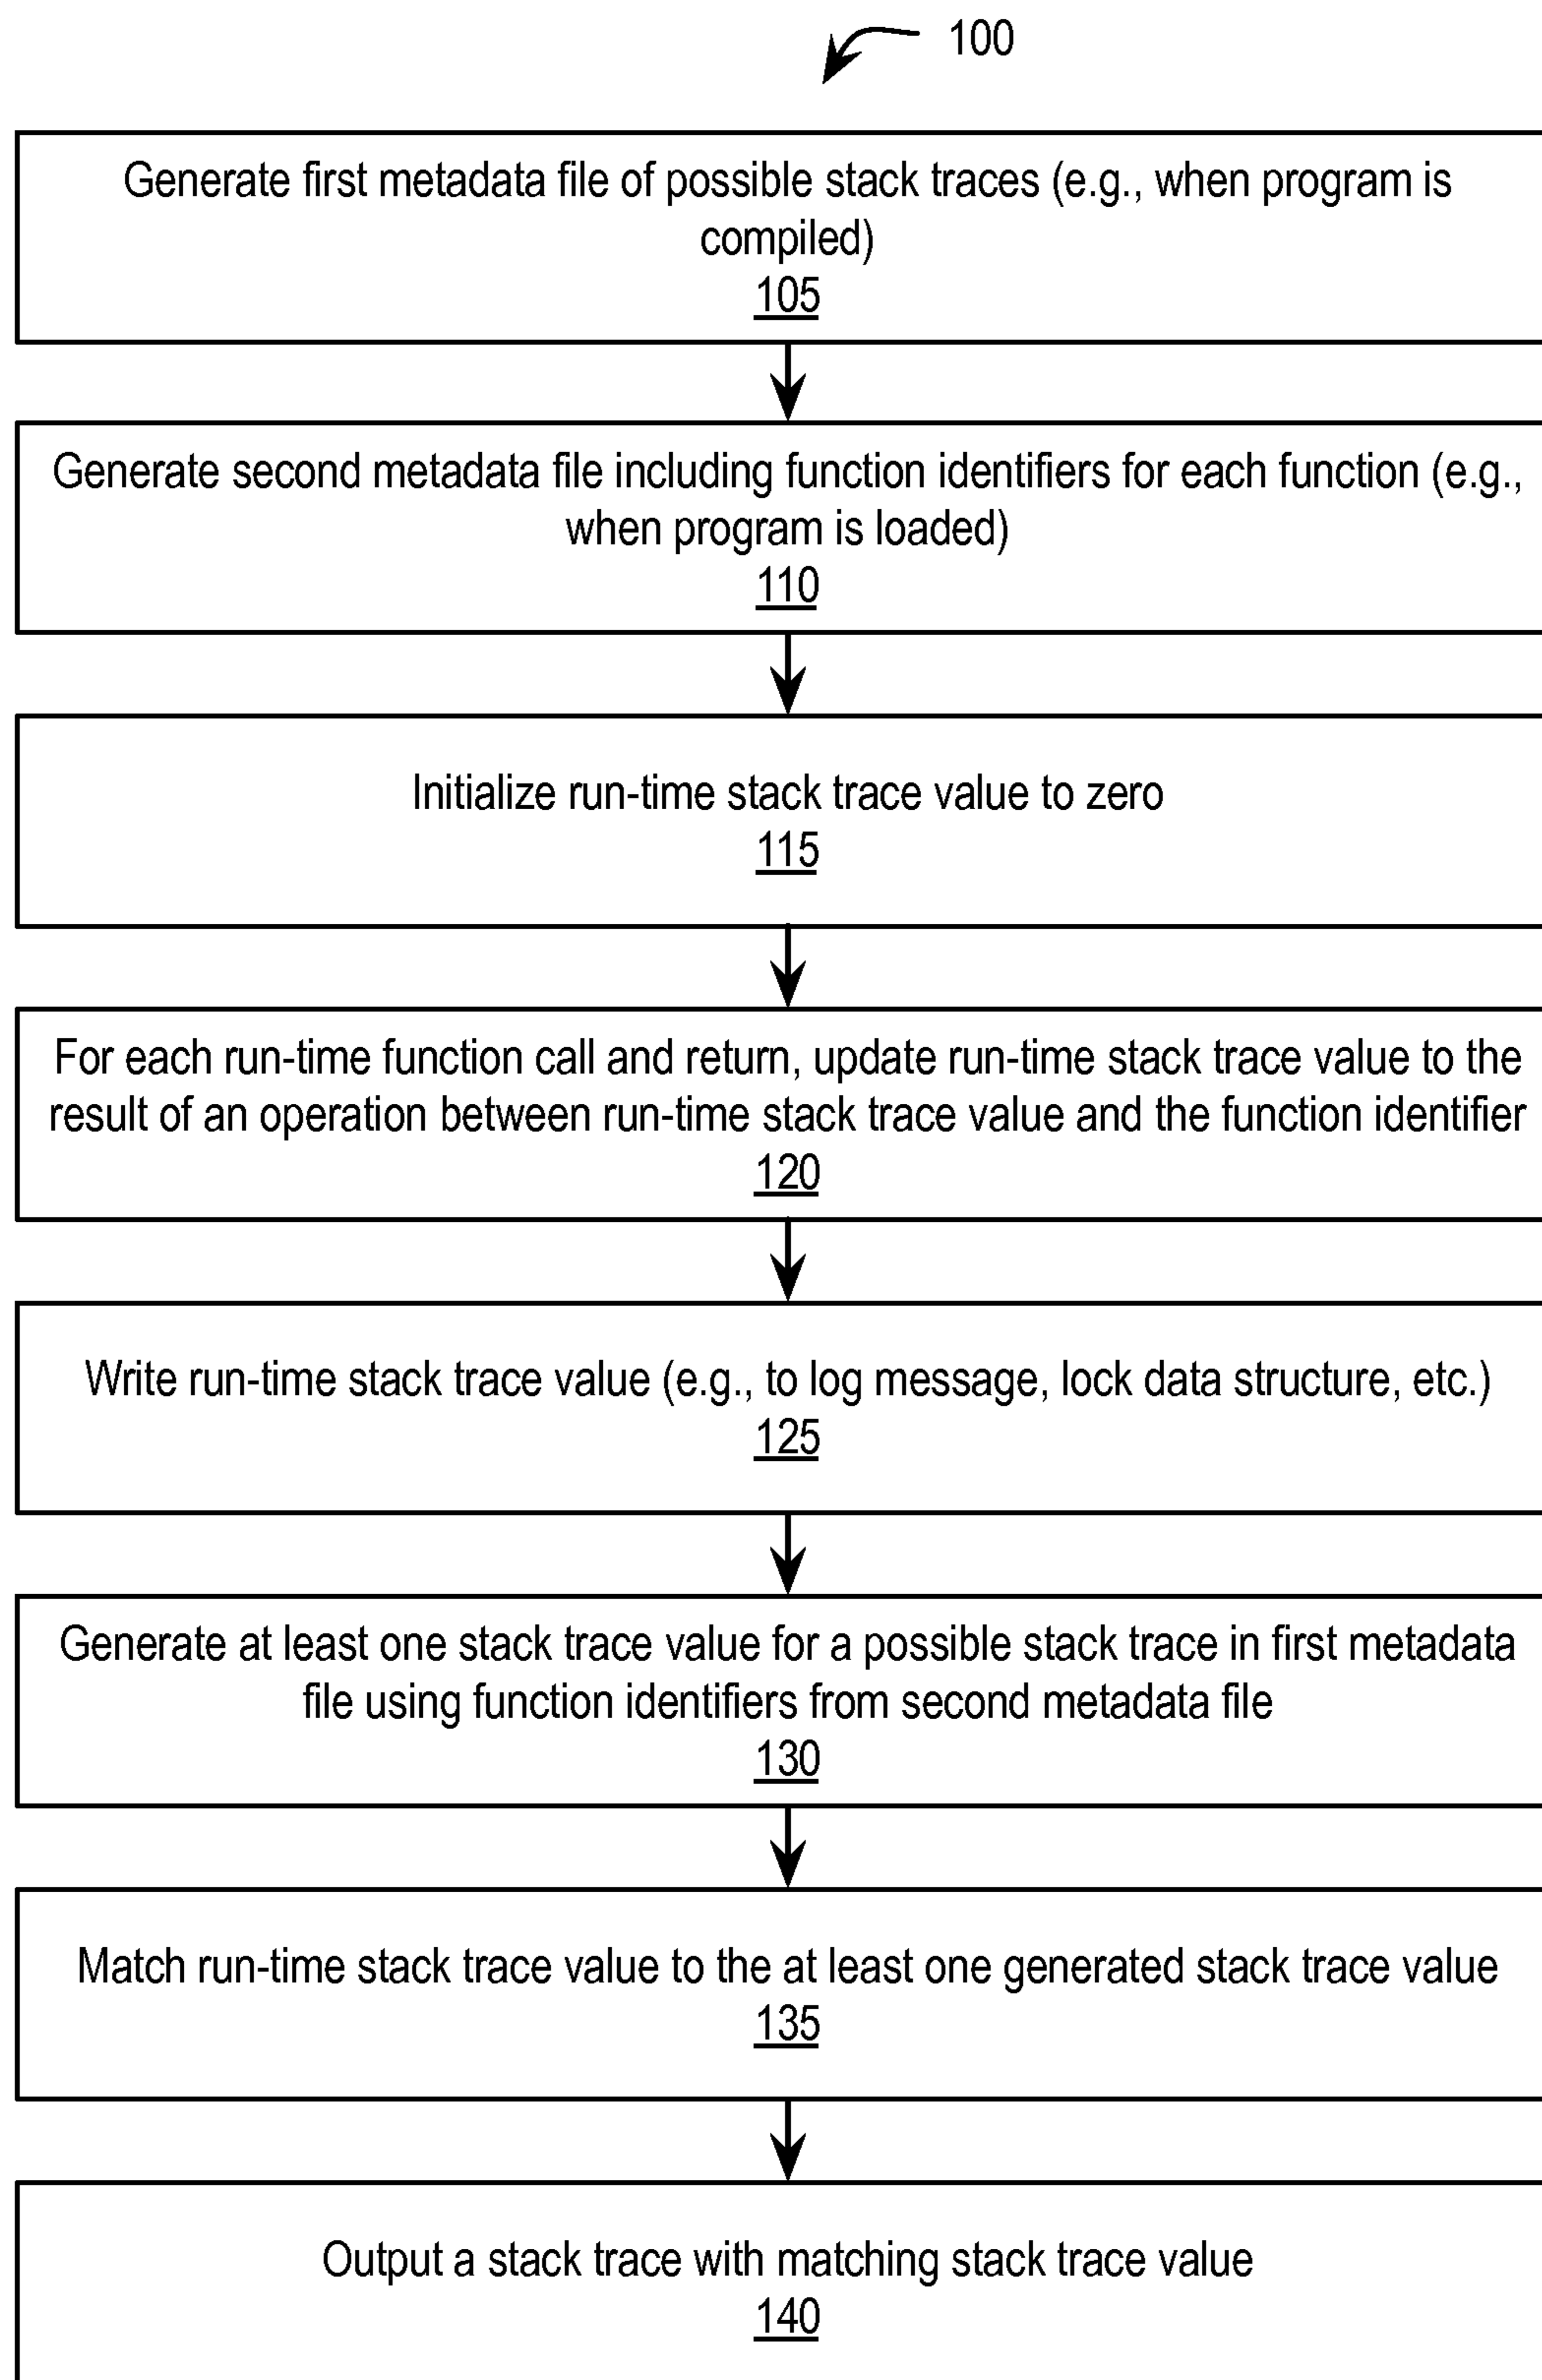 100
Generate first metadata file of possible stack traces (e.g., when program is
compiled)
105
Generate second metadata file including function identifiers for each function (e.g.,
when program is loaded)
110
Initialize run-time stack trace value to zero
115
For each run-time function call and return, update run-time stack trace value to the
result of an operation between run-time stack trace value and the function identifier
120
Write run-time stack trace value (e.g., to log message, lock data structure, etc.)
125
Generate at least one stack trace value for a possible stack trace in first metadata
file using function identifiers from second metadata file
130
Match run-time stack trace value to the at least one generated stack trace value
135
Output a stack trace with matching stack trace value
140